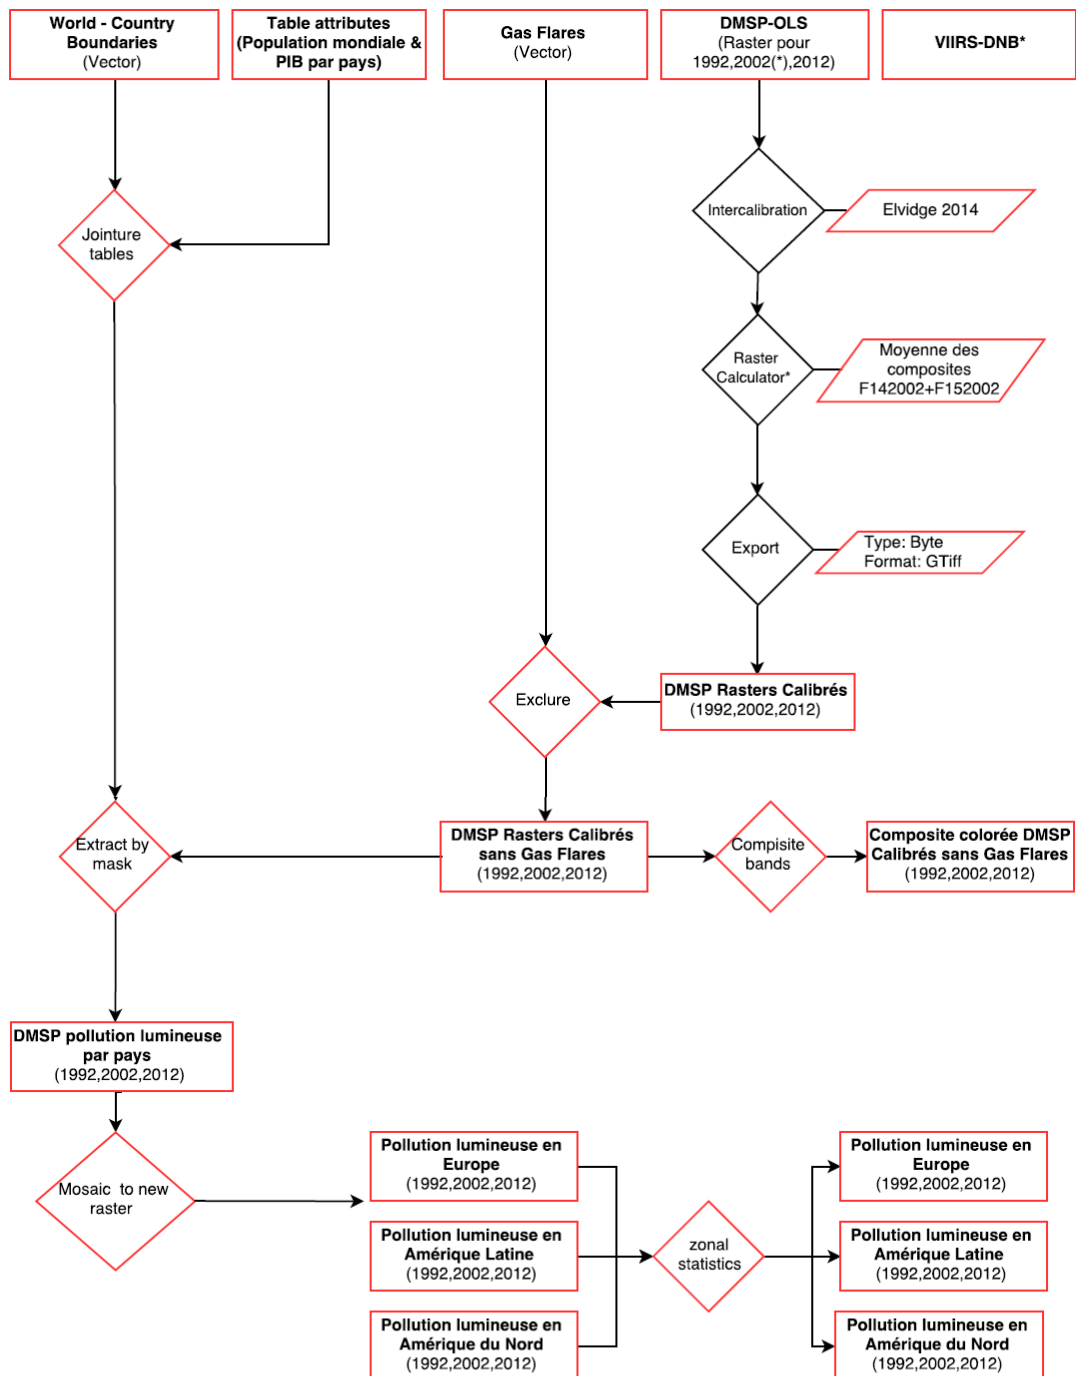 World - Country
Boundaries
(Vector)
Table attributes
(Population mondiale &
PIB par pays)
Gas Flares
(Vector)
DMSP-OLS
(Raster pour
1992,2002(*),2012)
VIIRS-DNB*
Jointure
tables
Intercalibration
Elvidge 2014
Raster
Calculator*
Moyenne des
composites
F142002+F152002
Export
Type: Byte
Format: GTiff
Exclure
DMSP Rasters Calibrés
(1992,2002,2012)
Extract by
mask
DMSP Rasters Calibrés
sans Gas Flares
(1992,2002,2012)
Compisite
bands
Composite colorée DMSP
Calibrés sans Gas Flares
(1992,2002,2012)
DMSP pollution lumineuse
par pays
(1992,2002,2012)
Mosaic to new
raster
Pollution lumineuse en
Europe
(1992,2002,2012)
Pollution lumineuse en
Amérique Latine
(1992,2002,2012)
Pollution lumineuse en
Amérique du Nord
(1992,2002,2012)
zonal
statistics
Pollution lumineuse en
Europe
(1992,2002,2012)
Pollution lumineuse en
Amérique Latine
(1992,2002,2012)
Pollution lumineuse en
Amérique du Nord
(1992,2002,2012)